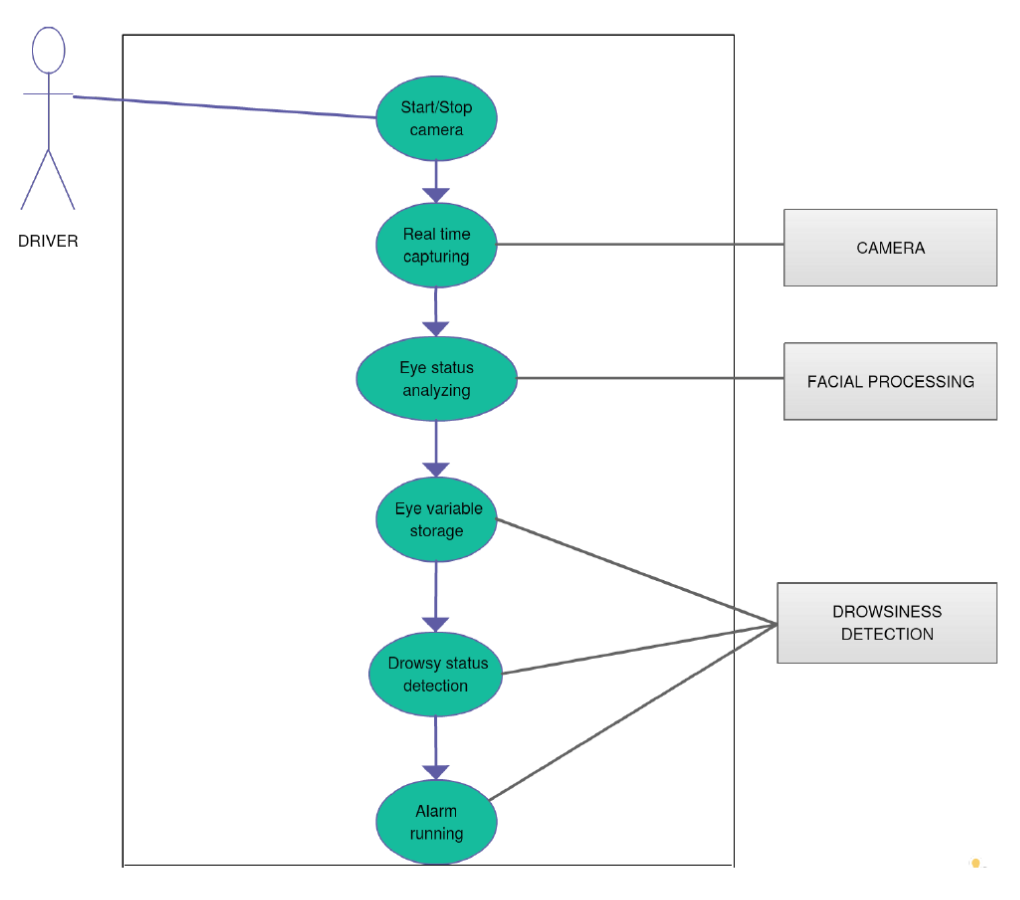 Start/Stop
camera
DRIVER
Real time
capturing
CAMERA
Eye status
analyzing
FACIAL PROCESSING
Eye variable
storage
DROWSINESS
DETECTION
Drowsy status
detection
Alarm
running